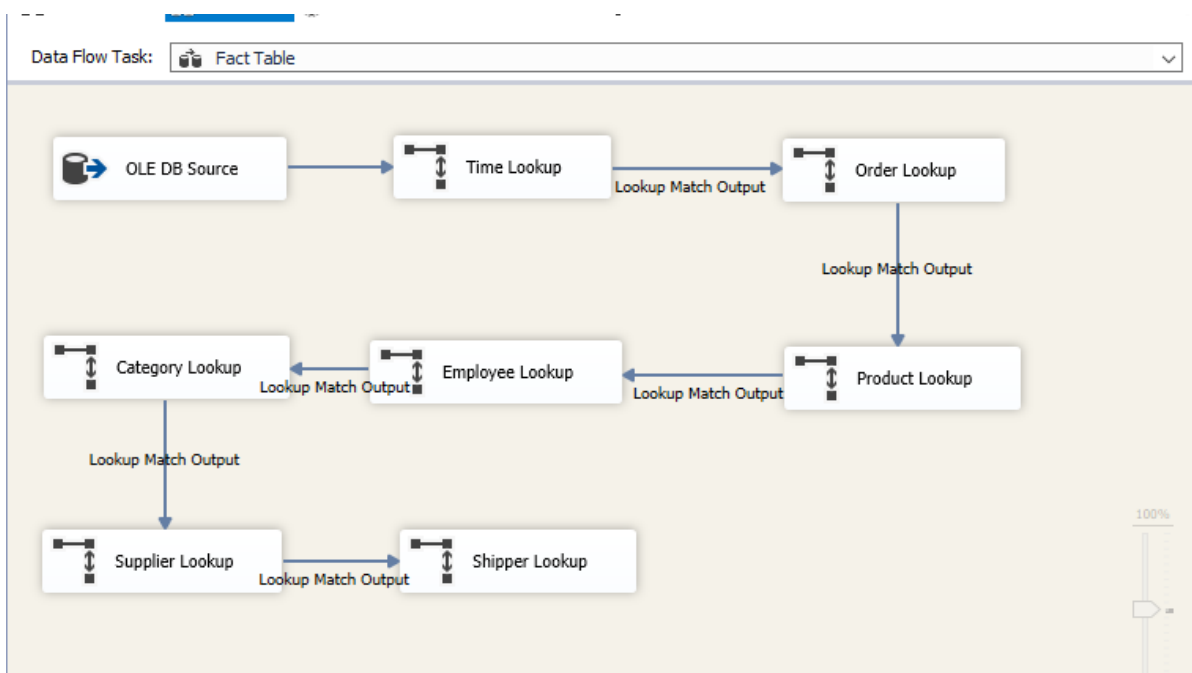 Data Flow Task: Fact Table
OLE DB Source
Time Lookup
Lookup Match Output
Order Lookup
Lookup Match Output
Category Lookup
Lookup Match Output
Employee Lookup
Lookup Match Output
Product Lookup
Lookup Match Output
Supplier Lookup
Lookup Match Output
Shipper Lookup
100%